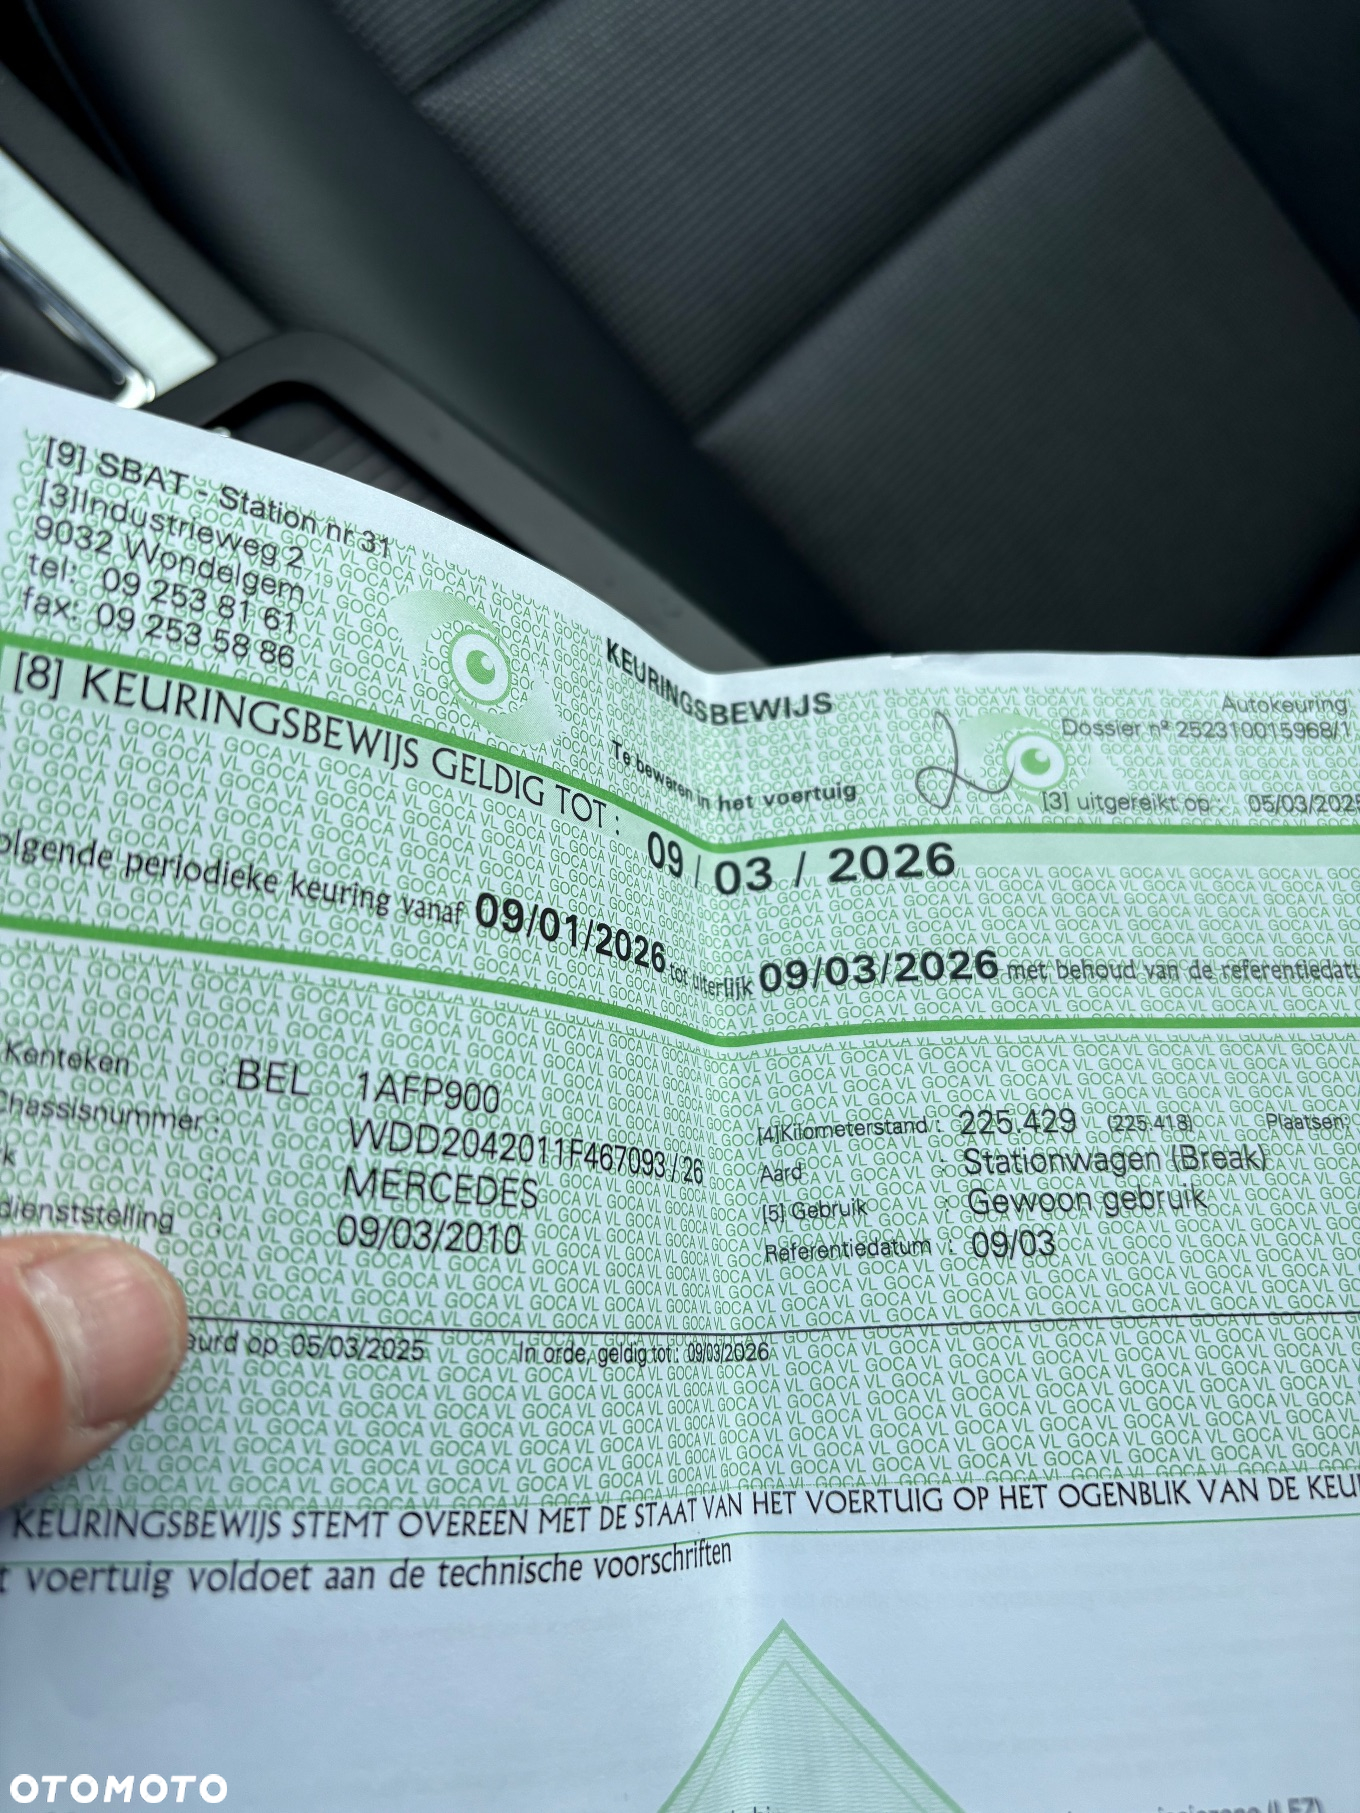 [9] SBAT - Station nr 31
[3]Industrieweg 2
9032 Wondelgem
tel: 09 253 81 61
fax: 09 253 58 86
KEURINGSBEWIJS
Te bewaren in het voertuig
Autokeuring
Dossier nº 252310015968/1
[3] uitgereikt op : 05/03/2025
[8] KEURINGSBEWIJS GELDIG TOT : 09 / 03 / 2026
olgende periodieke keuring vanaf 09/01/2026 tot uiterlijk 09/03/2026 met behoud van de referentiedatu
Kenteken : BEL 1AFP900
Chassisnummer : WDD2042011F467093 / 26
k : MERCEDES
dienststelling : 09/03/2010
[4]Kilometerstand : 225.429 (225.418) Plaatsen:
Aard : Stationwagen (Break)
[5] Gebruik : Gewoon gebruik
Referentiedatum : 09/03
eurd op 05/03/2025 In orde, geldig tot : 09/03/2026
KEURINGSBEWIJS STEMT OVEREEN MET DE STAAT VAN HET VOERTUIG OP HET OGENBLIK VAN DE KEU
t voertuig voldoet aan de technische voorschriften
OTOMOTO